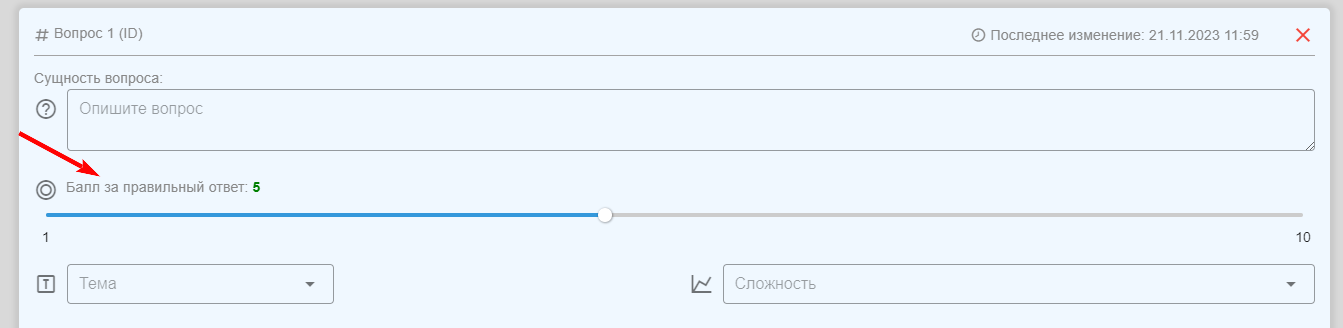 # Вопрос 1 (ID) Последнее изменение: 21.11.2023 11:59
Сущность вопроса:
Опишите вопрос
Балл за правильный ответ: 5
1 10
Тема Сложность